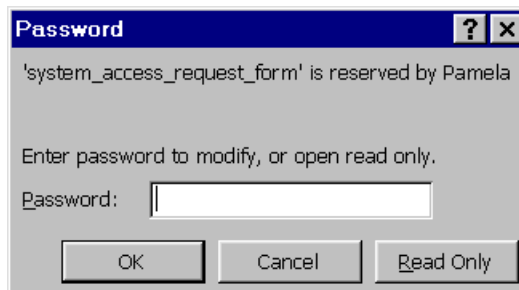 Password
'system_access_request_form' is reserved by Pamela
Enter password to modify, or open read only.
Password:
OK Cancel Read Only